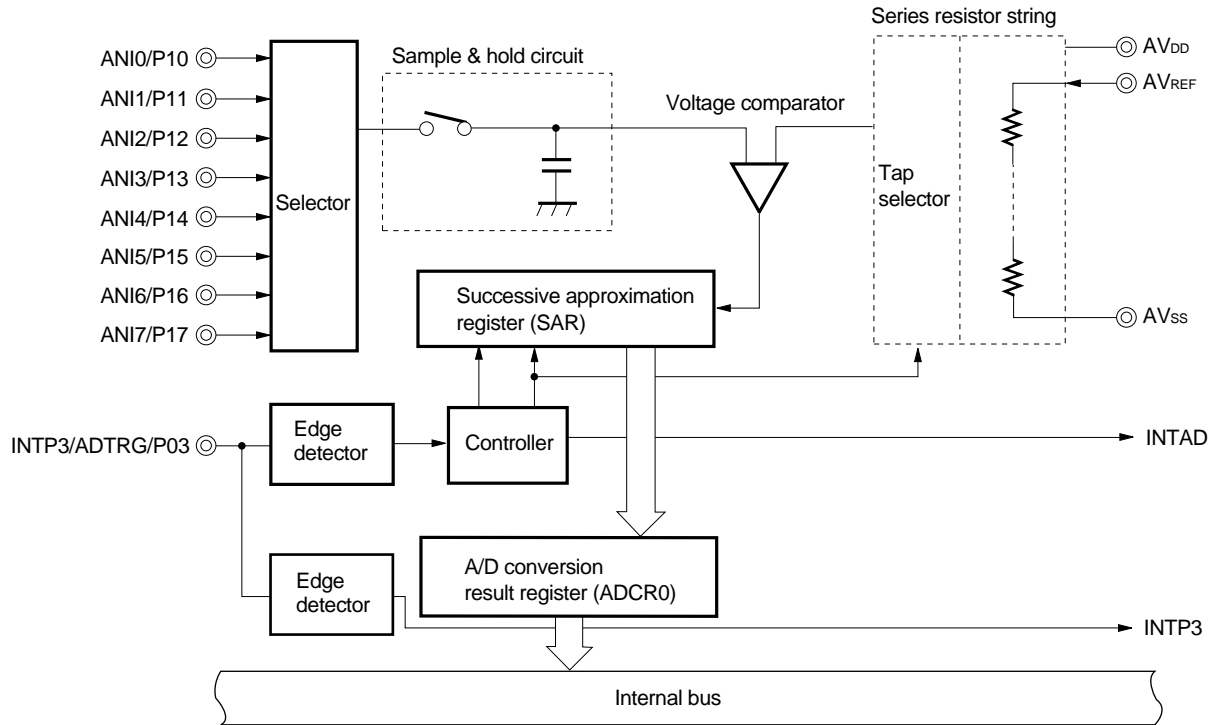 Series resistor string
ANI0/P10
ANI1/P11
ANI2/P12
ANI3/P13
ANI4/P14
ANI5/P15
ANI6/P16
ANI7/P17
Selector
Sample & hold circuit
Voltage comparator
Tap
selector
AVDD
AVREF
AVSS
Successive approximation
register (SAR)
INTP3/ADTRG/P03
Edge
detector
Controller
INTAD
Edge
detector
A/D conversion
result register (ADCR0)
INTP3
Internal bus